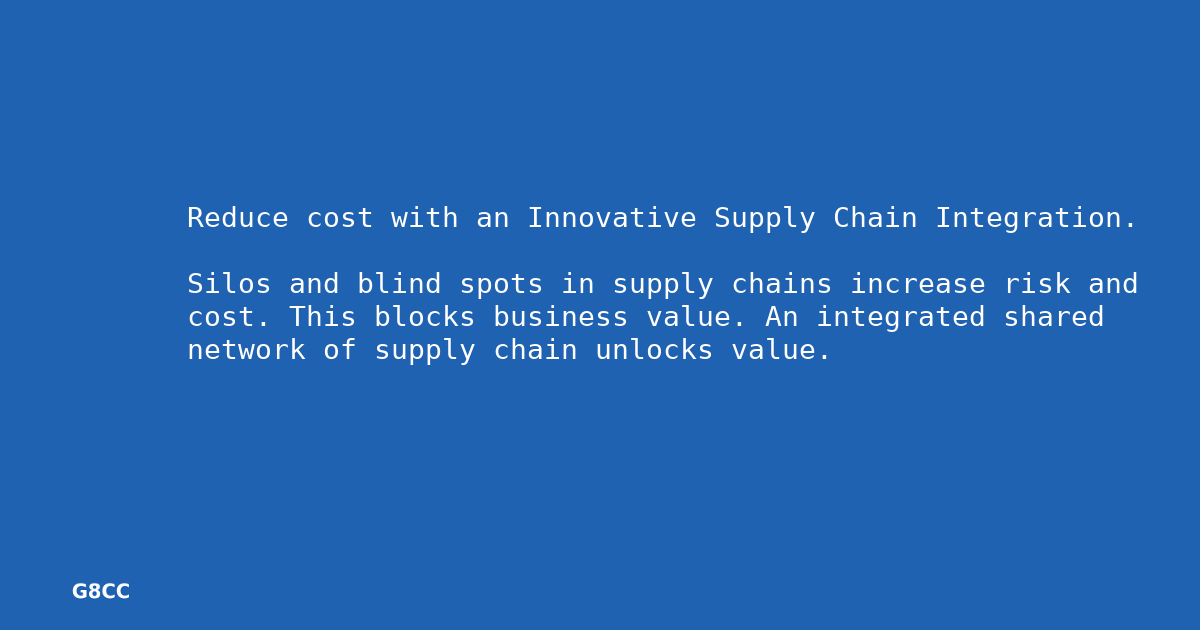 Reduce cost with an Innovative Supply Chain Integration.
Silos and blind spots in supply chains increase risk and
cost. This blocks business value. An integrated shared
network of supply chain unlocks value.
G8CC